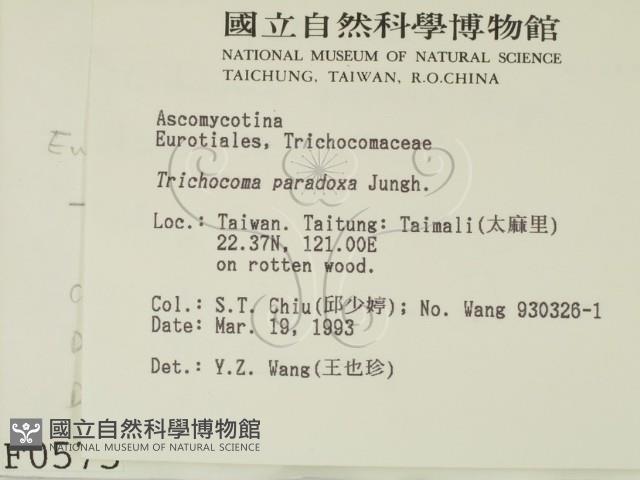 國立自然科學博物館
NATIONAL MUSEUM OF NATURAL SCIENCE
TAICHUNG, TAIWAN, R.O.CHINA
Ascomycotina
Eurotiales, Trichocomaceae
Trichocoma paradoxa Jungh.
Loc.: Taiwan. Taitung: Taimali(太麻里)
22.37N, 121.00E
on rotten wood.
Col.: S.T. Chiu(邱少婷); No. Wang 930326-1
Date: Mar. 19, 1993
Det.: Y.Z. Wang(王也珍)
國立自然科學博物館
NATIONAL MUSEUM OF NATURAL SCIENCE